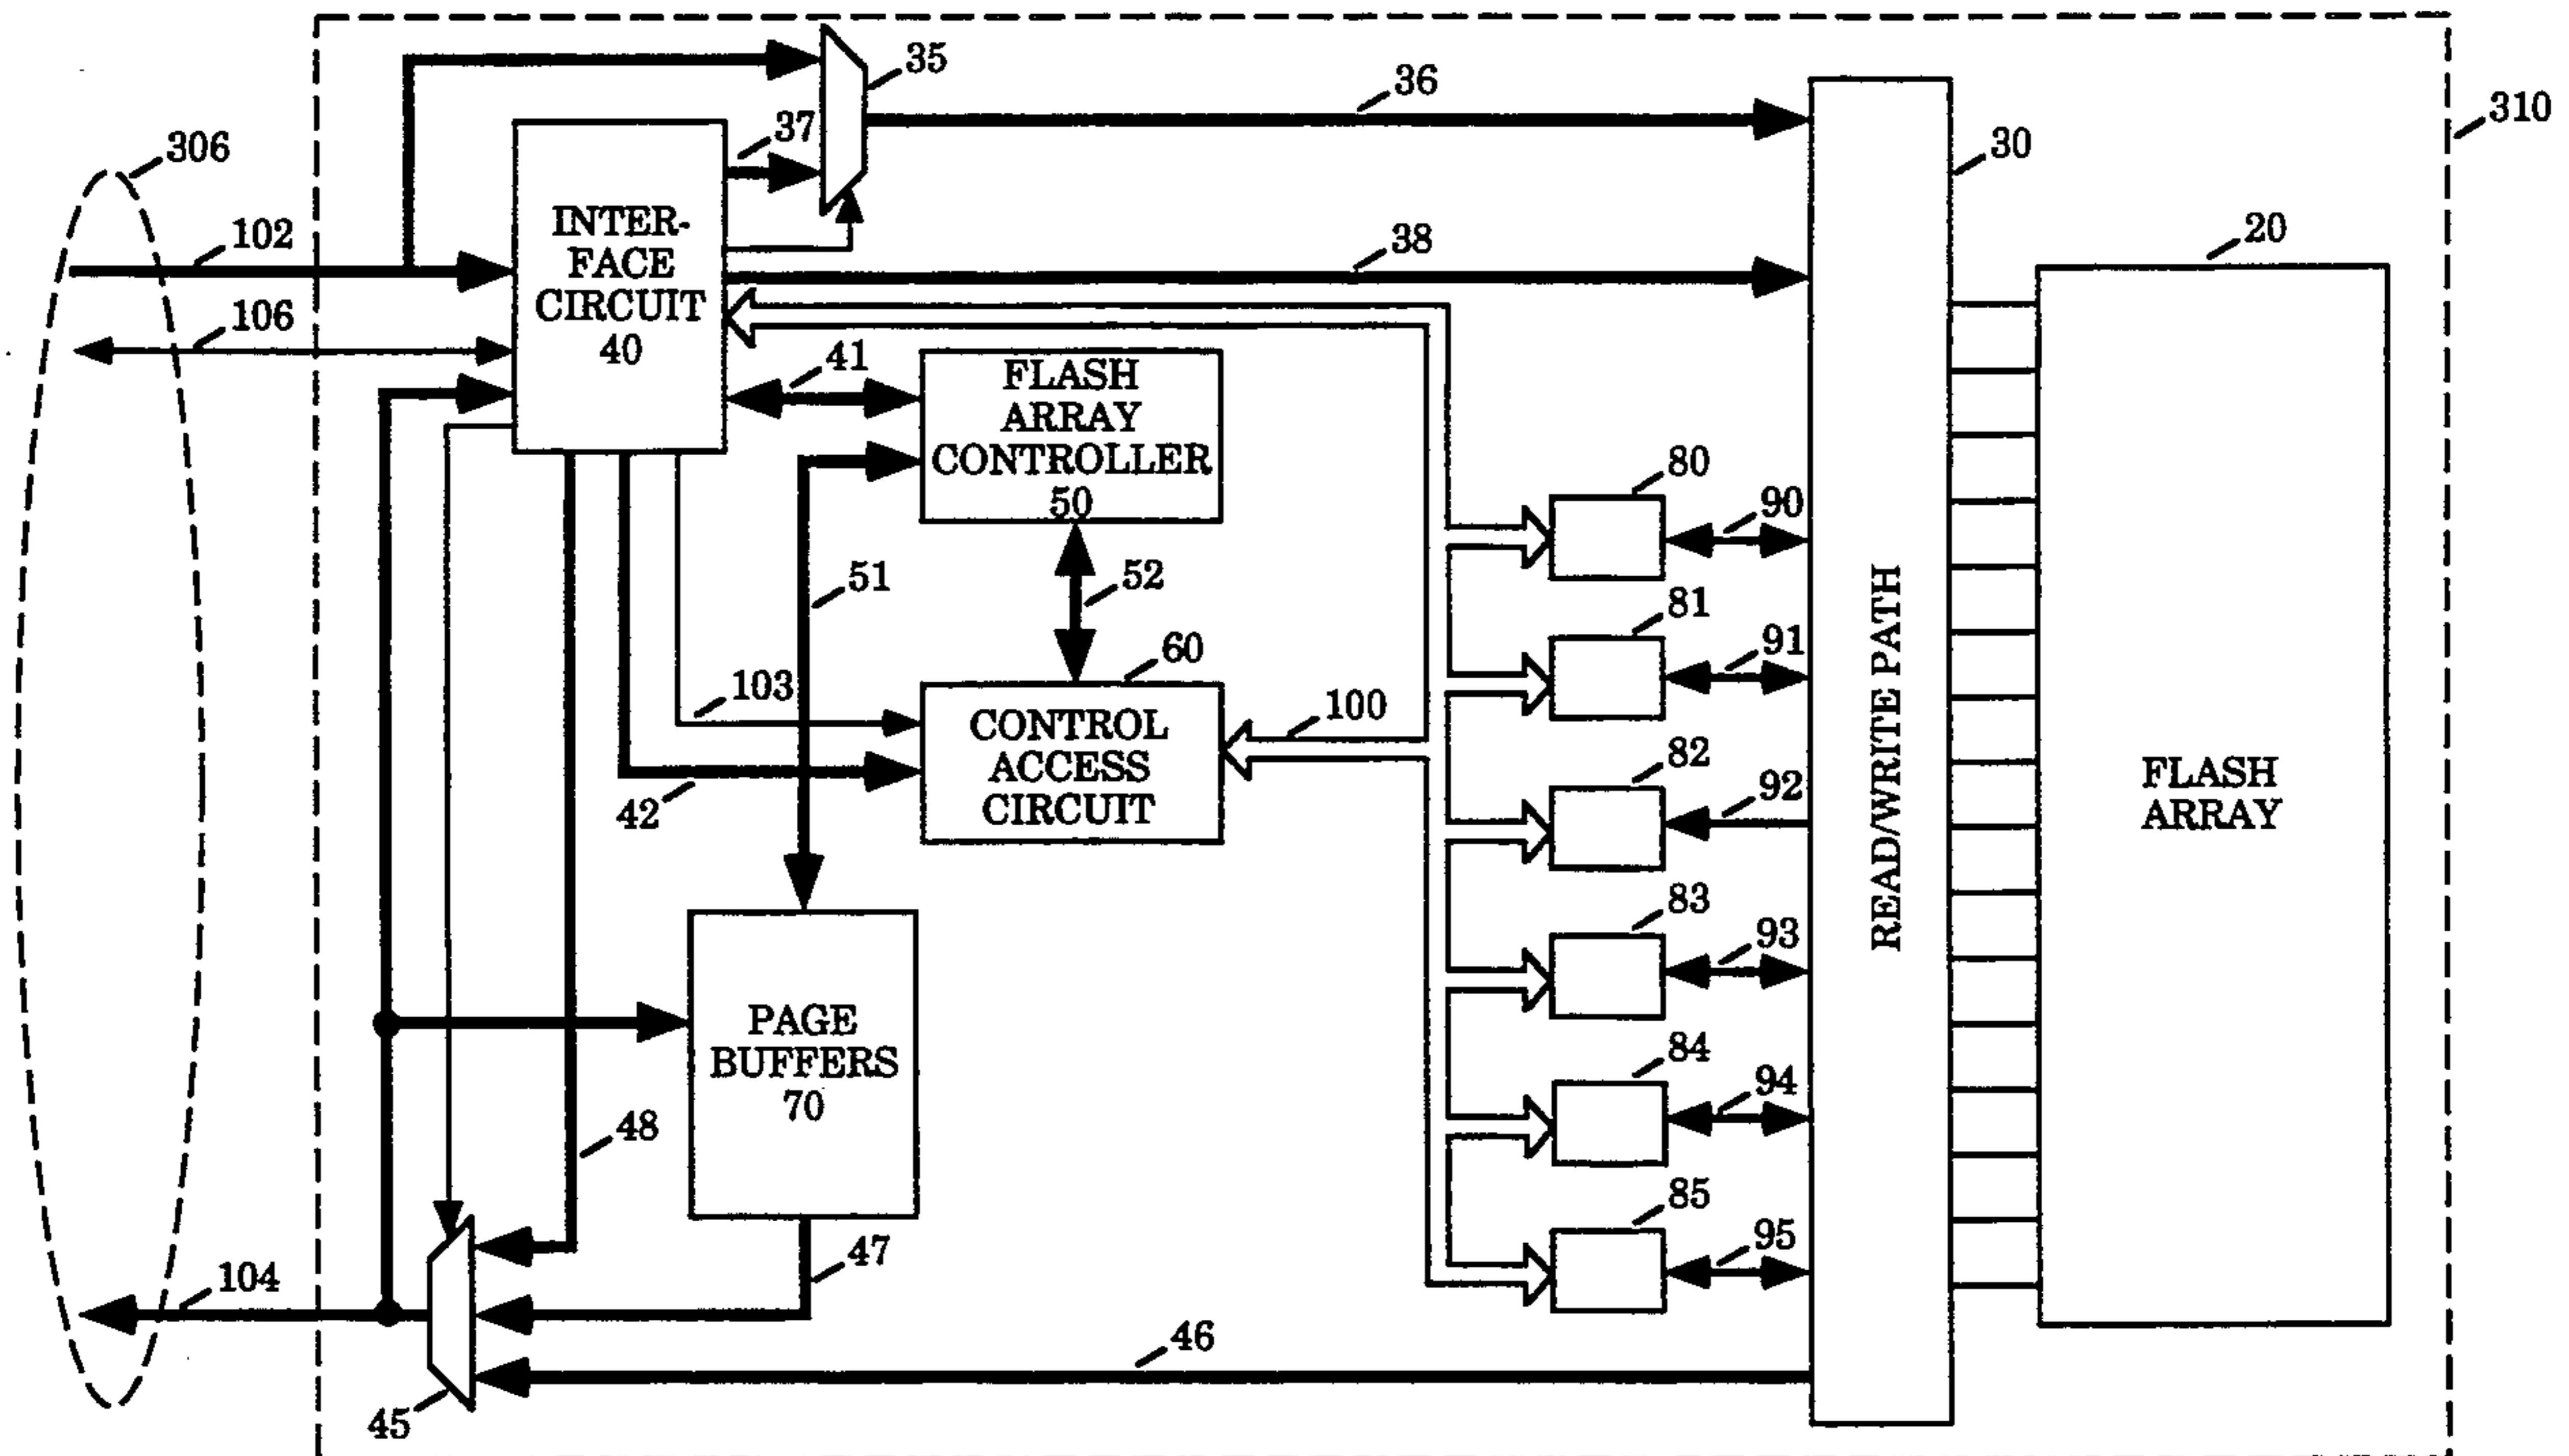 35
36
310
37
306
30
INTER-
FACE
CIRCUIT
40
102
38
20
106
41
FLASH
ARRAY
CONTROLLER
50
80
90
51
52
81
91
60
103
100
CONTROL
ACCESS
CIRCUIT
42
82
92
READ/WRITE PATH
FLASH
ARRAY
83
93
PAGE
BUFFERS
70
84
94
48
85
95
47
104
46
45